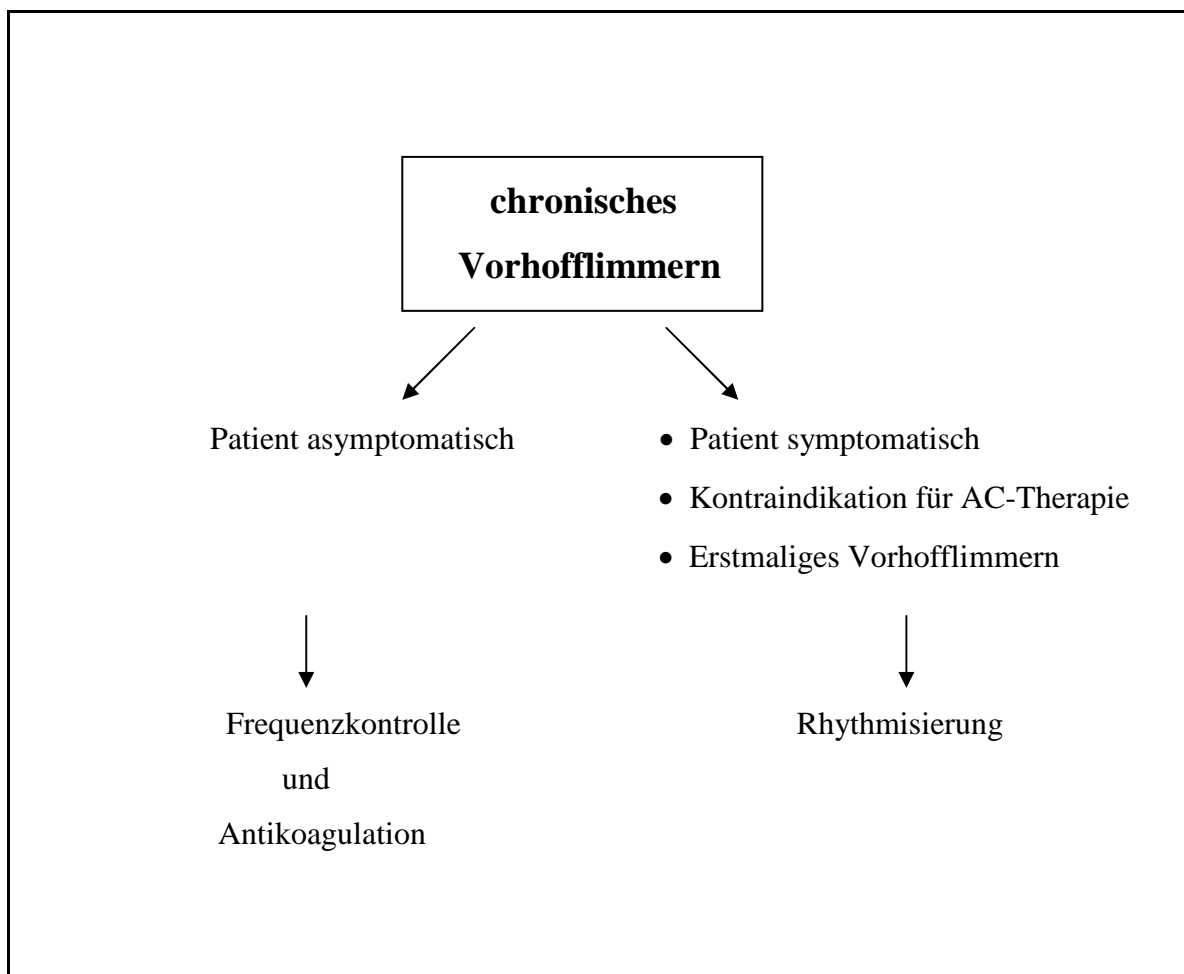 chronisches
Vorhofflimmern
Patient asymptomatisch
• Patient symptomatisch
• Kontraindikation für AC-Therapie
• Erstmaliges Vorhofflimmern
Frequenzkontrolle
und
Antikoagulation
Rhythmisierung